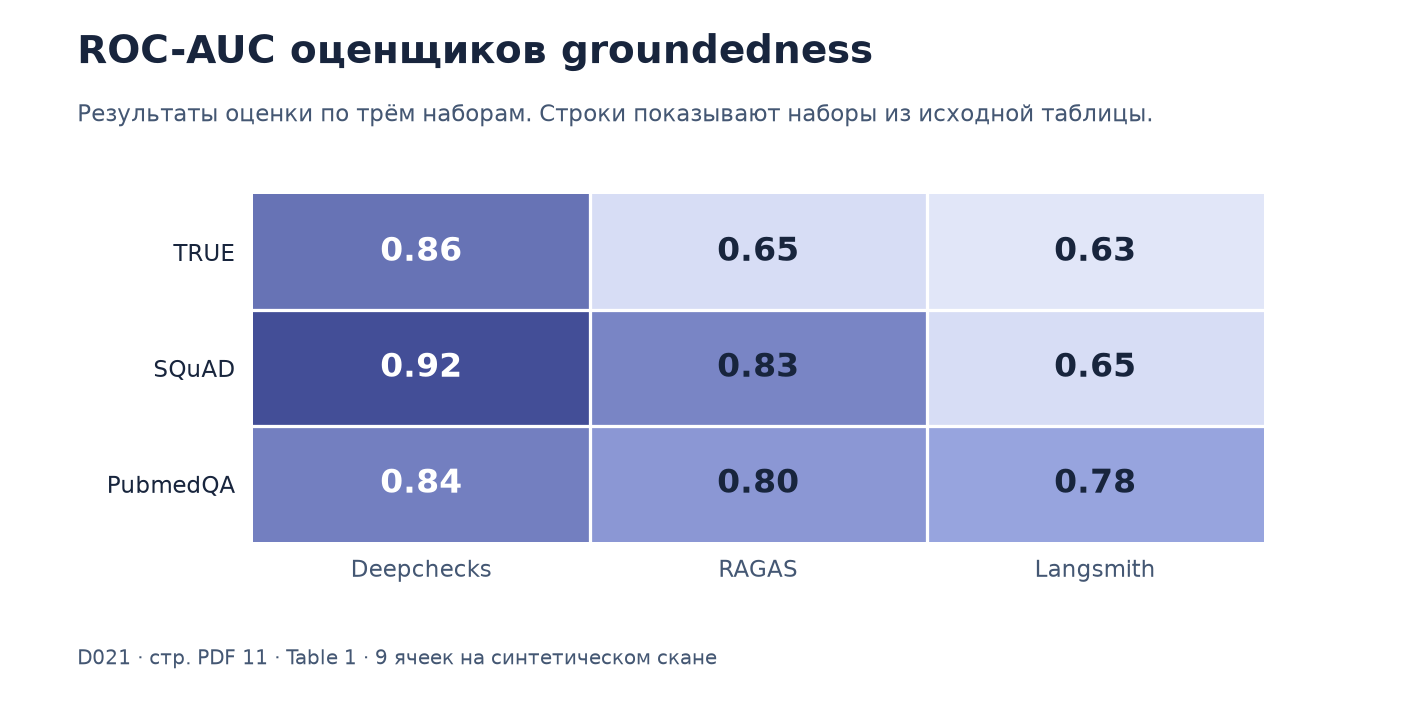 ROC-AUC оценщиков groundedness
Результаты оценки по трём наборам. Строки показывают наборы из исходной таблицы.
TRUE 0.86 0.65 0.63
SQuAD 0.92 0.83 0.65
PubmedQA 0.84 0.80 0.78
Deepchecks RAGAS Langsmith
D021 · стр. PDF 11 · Table 1 · 9 ячеек на синтетическом скане